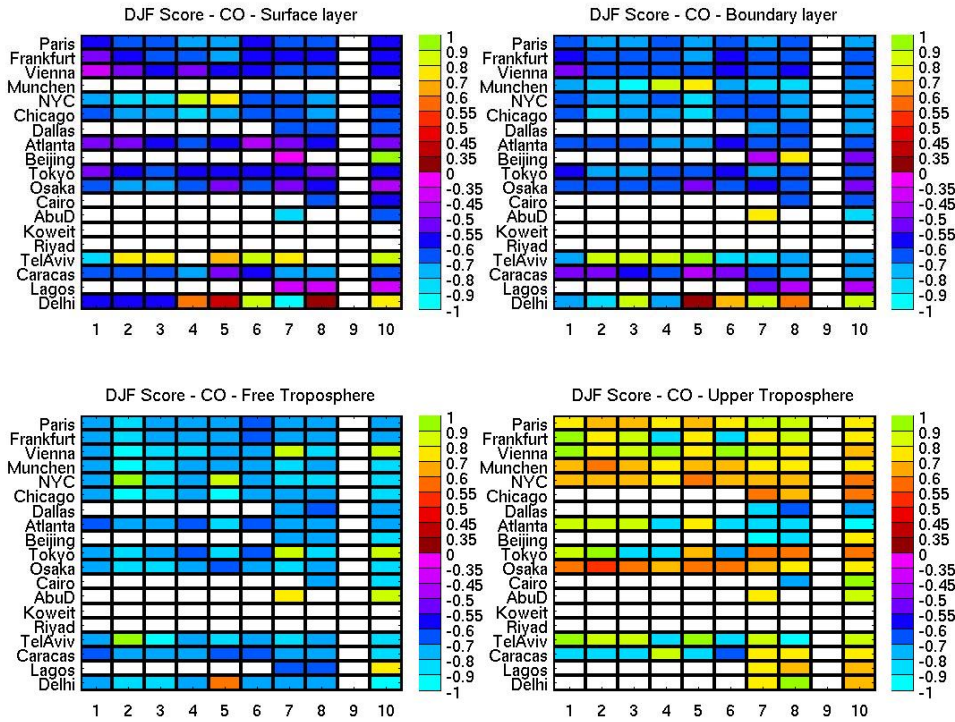 DJF Score - CO - Surface layer
Paris
Frankfurt
Vienna
Munchen
NYC
Chicago
Dallas
Atlanta
Beijing
Tokyo
Osaka
Cairo
AbuD
Koweit
Riyad
TelAviv
Caracas
Lagos
Delhi
1 2 3 4 5 6 7 8 9 10
1
0.9
0.8
0.7
0.6
0.55
0.45
0.35
0
-0.35
-0.45
-0.5
-0.55
-0.6
-0.7
-0.8
-0.9
-1
DJF Score - CO - Boundary layer
Paris
Frankfurt
Vienna
Munchen
NYC
Chicago
Dallas
Atlanta
Beijing
Tokyo
Osaka
Cairo
AbuD
Koweit
Riyad
TelAviv
Caracas
Lagos
Delhi
1 2 3 4 5 6 7 8 9 10
1
0.9
0.8
0.7
0.6
0.55
0.45
0.35
0
-0.35
-0.45
-0.5
-0.55
-0.6
-0.7
-0.8
-0.9
-1
DJF Score - CO - Free Troposphere
Paris
Frankfurt
Vienna
Munchen
NYC
Chicago
Dallas
Atlanta
Beijing
Tokyo
Osaka
Cairo
AbuD
Koweit
Riyad
TelAviv
Caracas
Lagos
Delhi
1 2 3 4 5 6 7 8 9 10
1
0.9
0.8
0.7
0.6
0.55
0.45
0.35
0
-0.35
-0.45
-0.5
-0.55
-0.6
-0.7
-0.8
-0.9
-1
DJF Score - CO - Upper Troposphere
Paris
Frankfurt
Vienna
Munchen
NYC
Chicago
Dallas
Atlanta
Beijing
Tokyo
Osaka
Cairo
AbuD
Koweit
Riyad
TelAviv
Caracas
Lagos
Delhi
1 2 3 4 5 6 7 8 9 10
1
0.9
0.8
0.7
0.6
0.55
0.45
0.35
0
-0.35
-0.45
-0.5
-0.55
-0.6
-0.7
-0.8
-0.9
-1